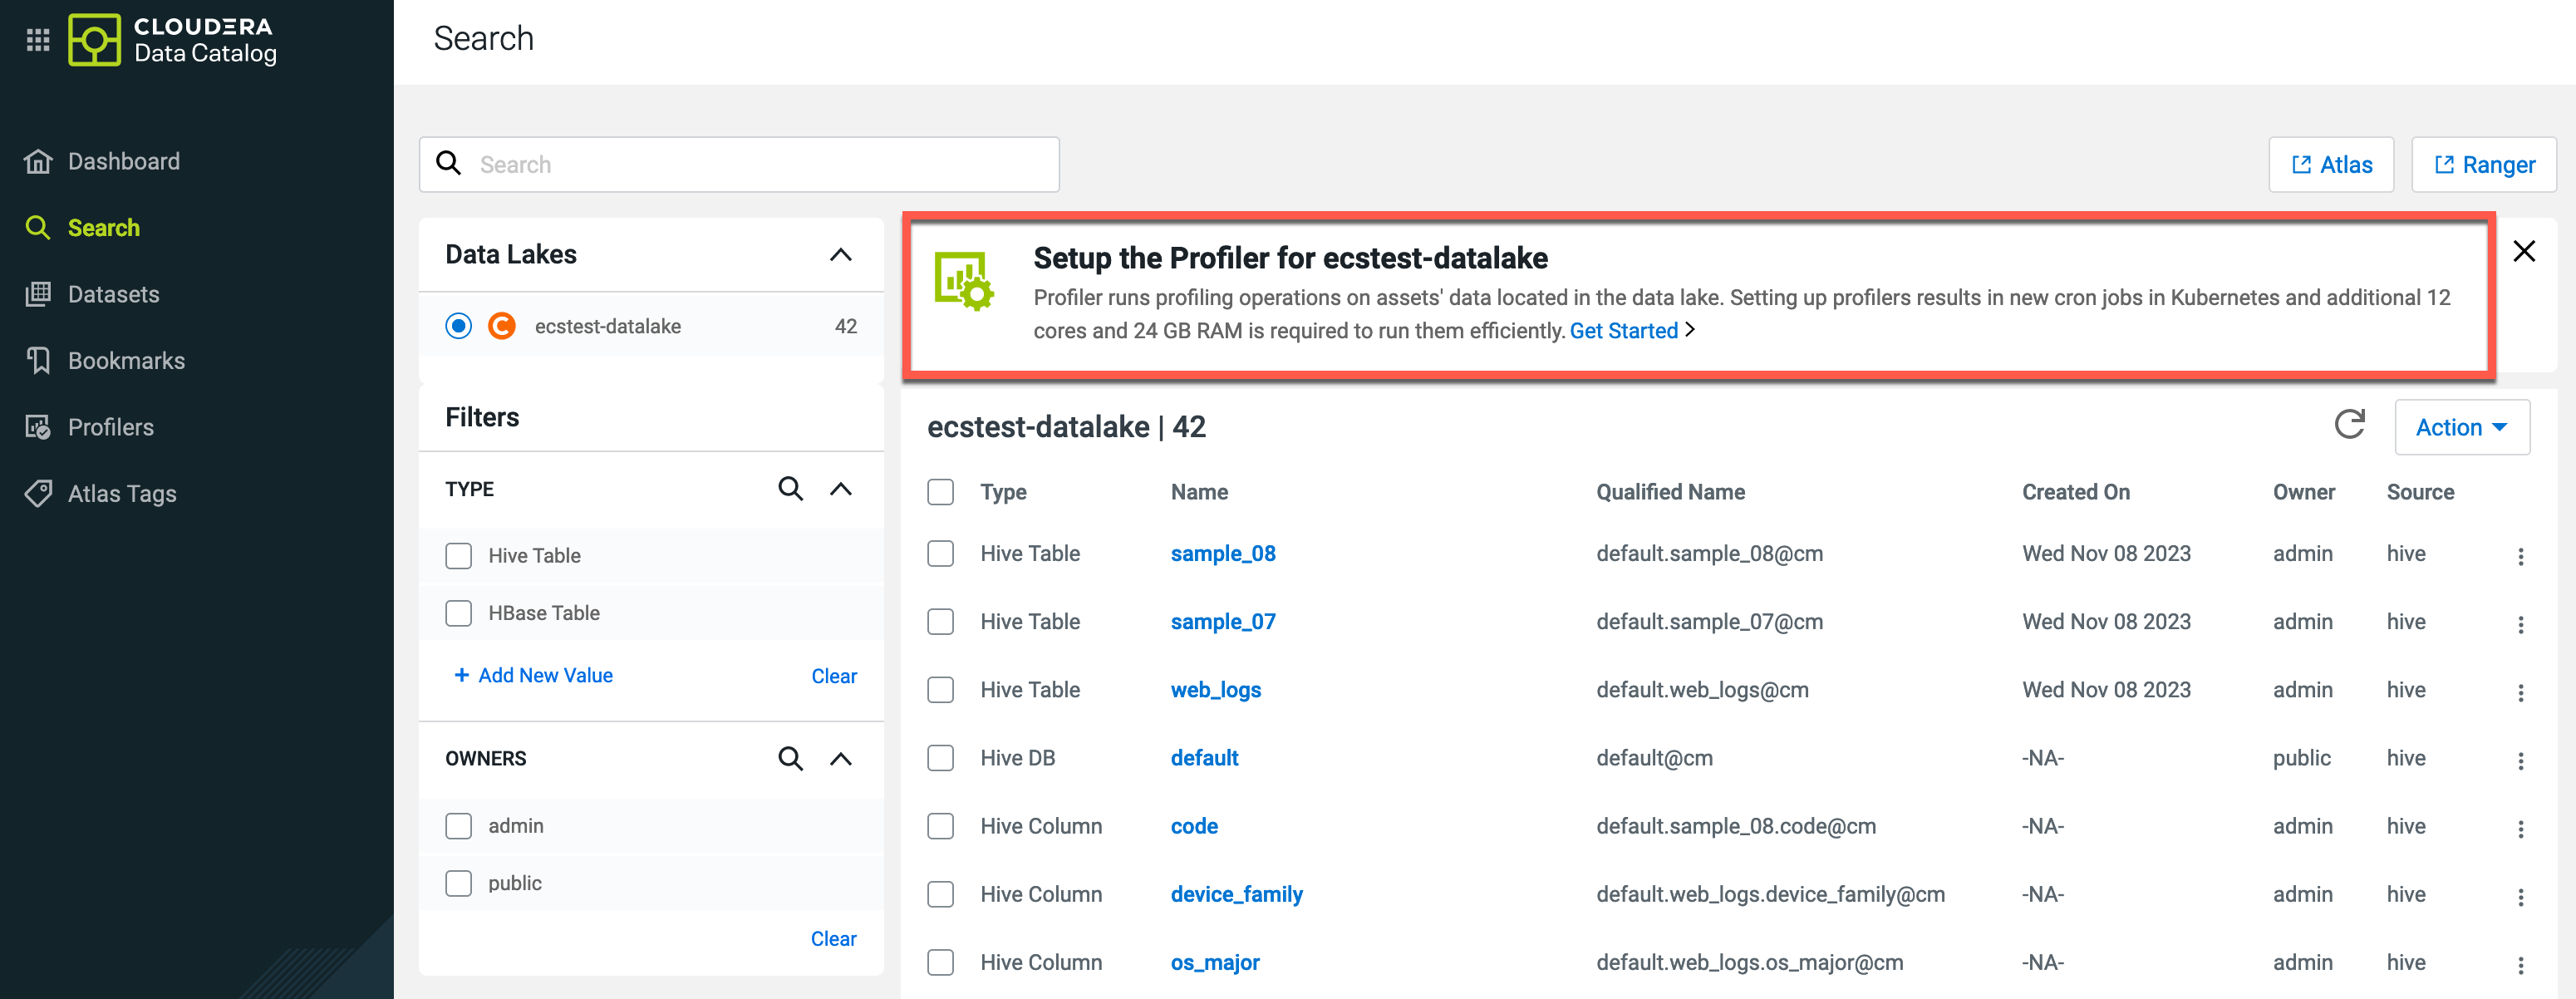 CLOUDERA
Data Catalog
Dashboard
Search
Datasets
Bookmarks
Profilers
Atlas Tags
Search
Search
Atlas
Ranger
Data Lakes
ecstest-datalake 42
Filters
TYPE
Hive Table
HBase Table
+ Add New Value Clear
OWNERS
admin
public
Clear
Setup the Profiler for ecstest-datalake
Profiler runs profiling operations on assets' data located in the data lake. Setting up profilers results in new cron jobs in Kubernetes and additional 12
cores and 24 GB RAM is required to run them efficiently. Get Started >
ecstest-datalake | 42
Action
Type Name Qualified Name Created On Owner Source
Hive Table sample_08 default.sample_08@cm Wed Nov 08 2023 admin hive
Hive Table sample_07 default.sample_07@cm Wed Nov 08 2023 admin hive
Hive Table web_logs default.web_logs@cm Wed Nov 08 2023 admin hive
Hive DB default default@cm -NA- public hive
Hive Column code default.sample_08.code@cm -NA- admin hive
Hive Column device_family default.web_logs.device_family@cm -NA- admin hive
Hive Column os_major default.web_logs.os_major@cm -NA- admin hive